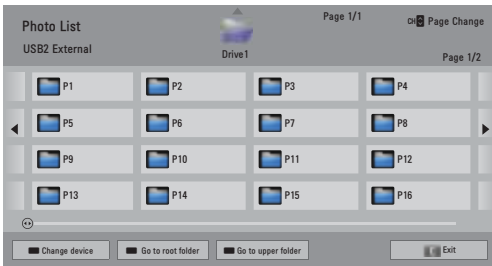 Photo List
Page 1/1
CH Page Change
USB2 External
Drive1
Page 1/2
P1 P2 P3 P4
P5 P6 P7 P8
P9 P10 P11 P12
P13 P14 P15 P16
Change device Go to root folder Go to upper folder Exit